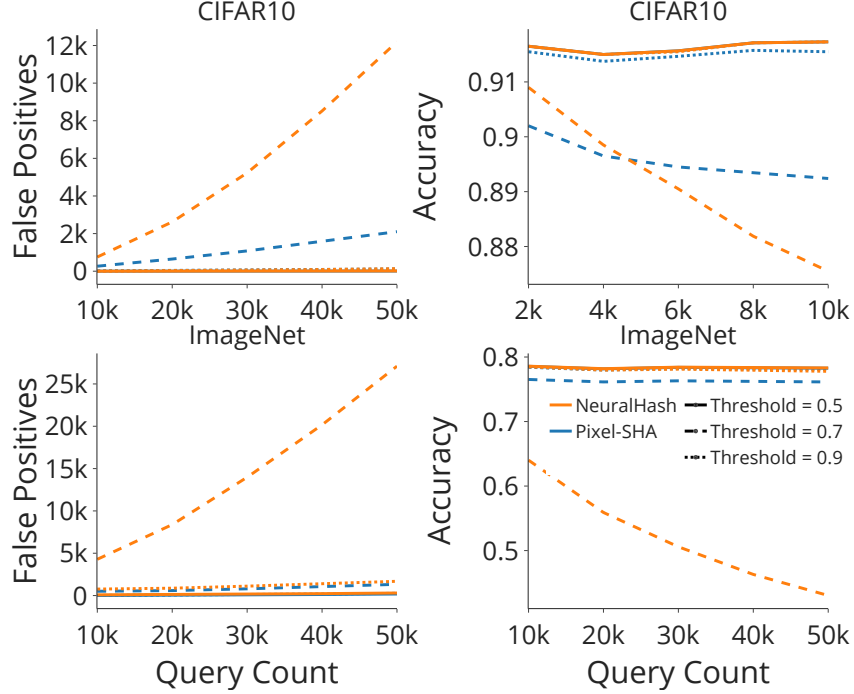 CIFAR10
False Positives
12k
10k
8k
6k
4k
2k
0
10k 20k 30k 40k 50k
CIFAR10
Accuracy
0.91
0.9
0.89
0.88
2k 4k 6k 8k 10k
ImageNet
False Positives
25k
20k
15k
10k
5k
0
10k 20k 30k 40k 50k
Query Count
ImageNet
Accuracy
0.8
0.7
0.6
0.5
NeuralHash
Pixel-SHA
Threshold = 0.5
Threshold = 0.7
Threshold = 0.9
10k 20k 30k 40k 50k
Query Count